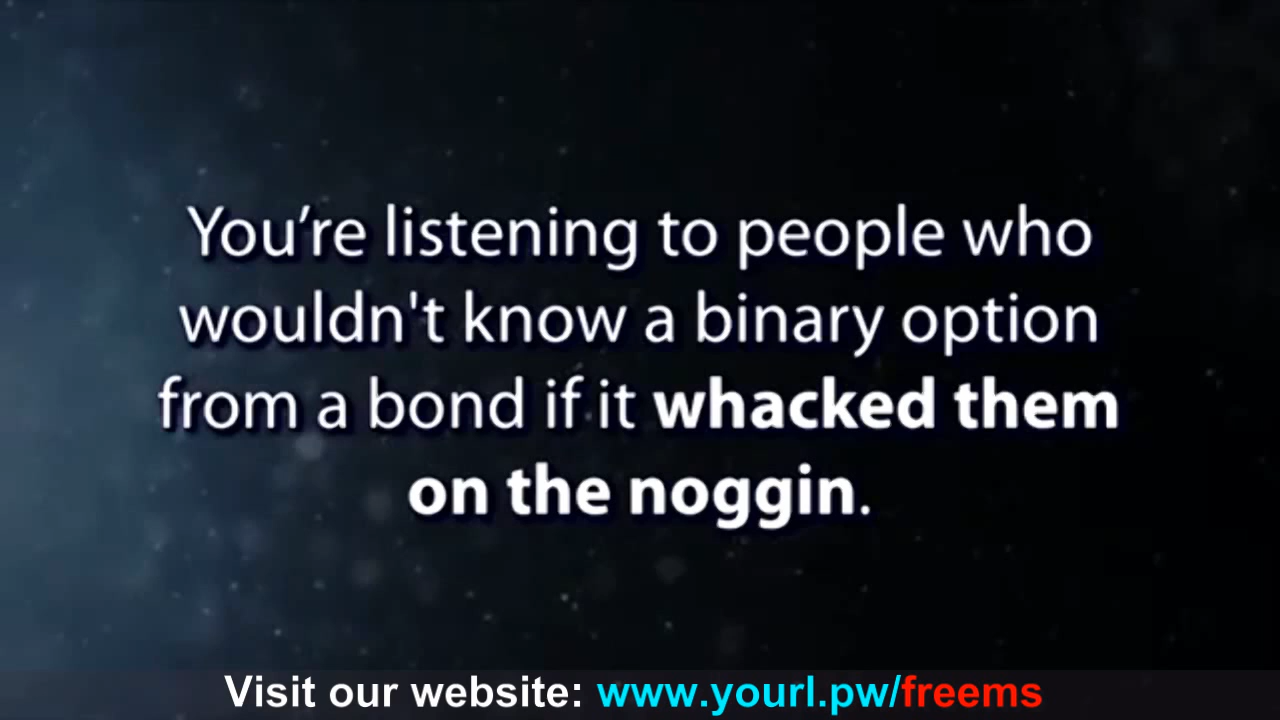 You’re listening to people who
wouldn't know a binary option
from a bond if it whacked them
on the noggin.
Visit our website: www.yourl.pw/freems